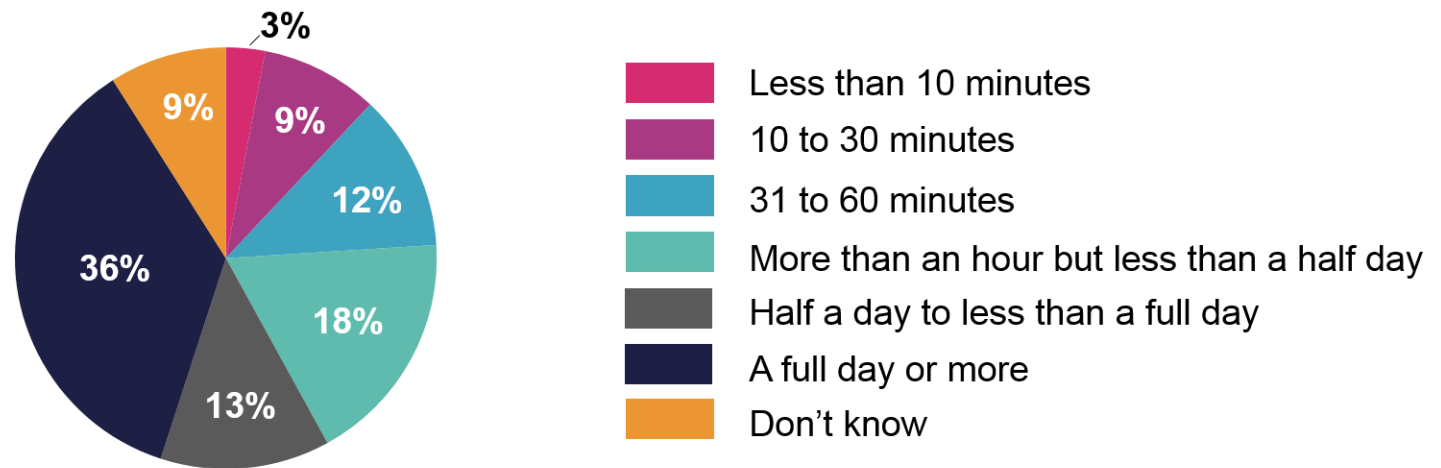 3%
9%
9%
12%
36%
18%
13%
Less than 10 minutes
10 to 30 minutes
31 to 60 minutes
More than an hour but less than a half day
Half a day to less than a full day
A full day or more
Don’t know